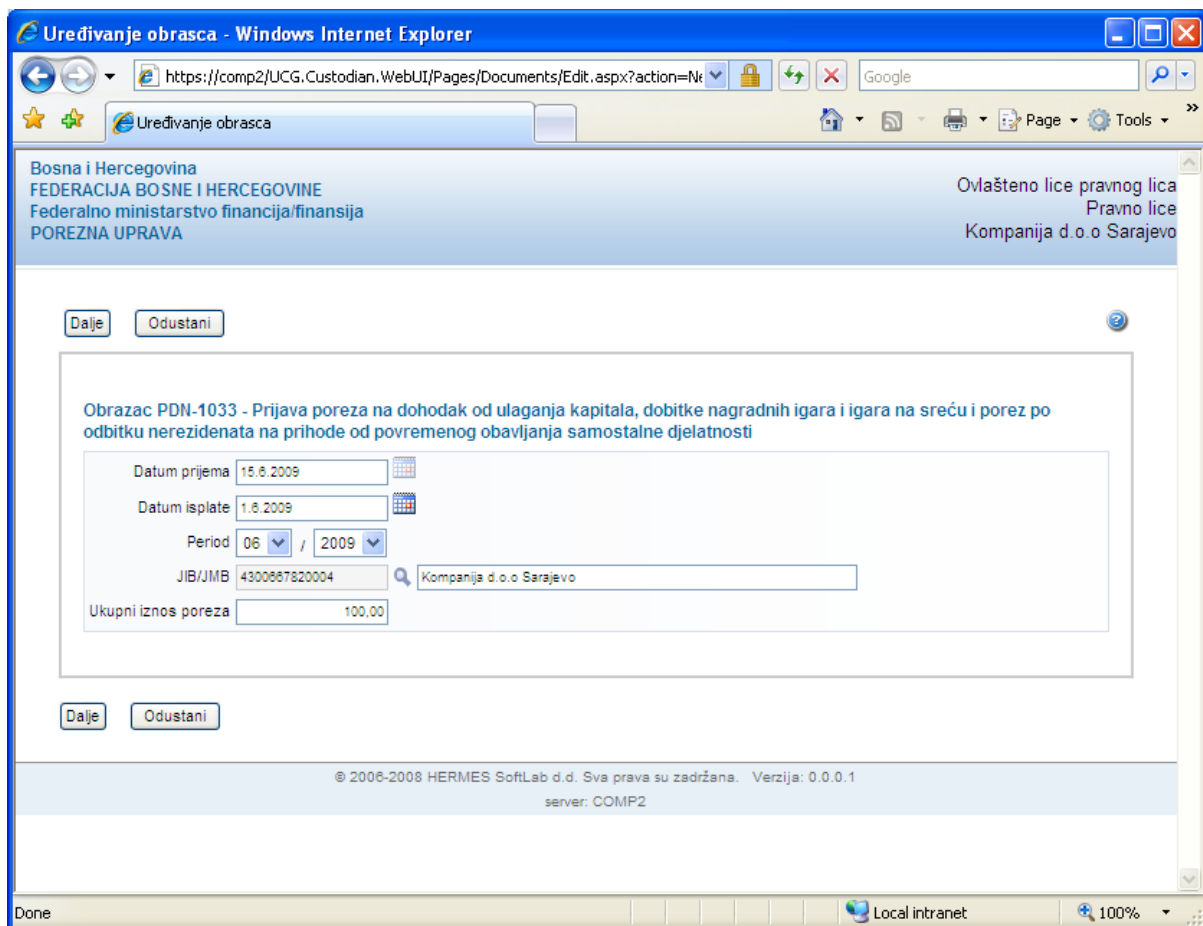 Uređivanje obrasca - Windows Internet Explorer
https://comp2/UCG.Custodian.WebUI/Pages/Documents/Edit.aspx?action=Ne
Google
Uređivanje obrasca
Page
Tools
Bosna i Hercegovina
FEDERACIJA BOSNE I HERCEGOVINE
Federalno ministarstvo financija/finansija
POREZNA UPRAVA
Ovlašteno lice pravnog lica
Pravno lice
Kompanija d.o.o Sarajevo
Dalje Odustani
Obrazac PDN-1033 - Prijava poreza na dohodak od ulaganja kapitala, dobitke nagradnih igara i igara na sreću i porez po
odbitku nerezidenata na prihode od povremenog obavljanja samostalne djelatnosti
Datum prijema 15.6.2009
Datum isplate 1.6.2009
Period 06 / 2009
JIB/JMB 4300667820004 Kompanija d.o.o Sarajevo
Ukupni iznos poreza 100,00
Dalje Odustani
© 2006-2008 HERMES SoftLab d.d. Sva prava su zadržana. Verzija: 0.0.0.1
server: COMP2
Done
Local intranet
100%